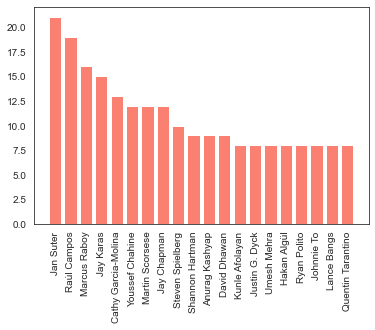 20.0
17.5
15.0
12.5
10.0
7.5
5.0
2.5
0.0
Jan Suter
Raúl Campos
Marcus Raboy
Jay Karas
Cathy Garcia-Molina
Youssef Chahine
Martin Scorsese
Jay Chapman
Steven Spielberg
Shannon Hartman
Anurag Kashyap
David Dhawan
Kunle Afolayan
Justin G. Dyck
Umesh Mehra
Hakan Algül
Ryan Polito
Johnnie To
Lance Bangs
Quentin Tarantino